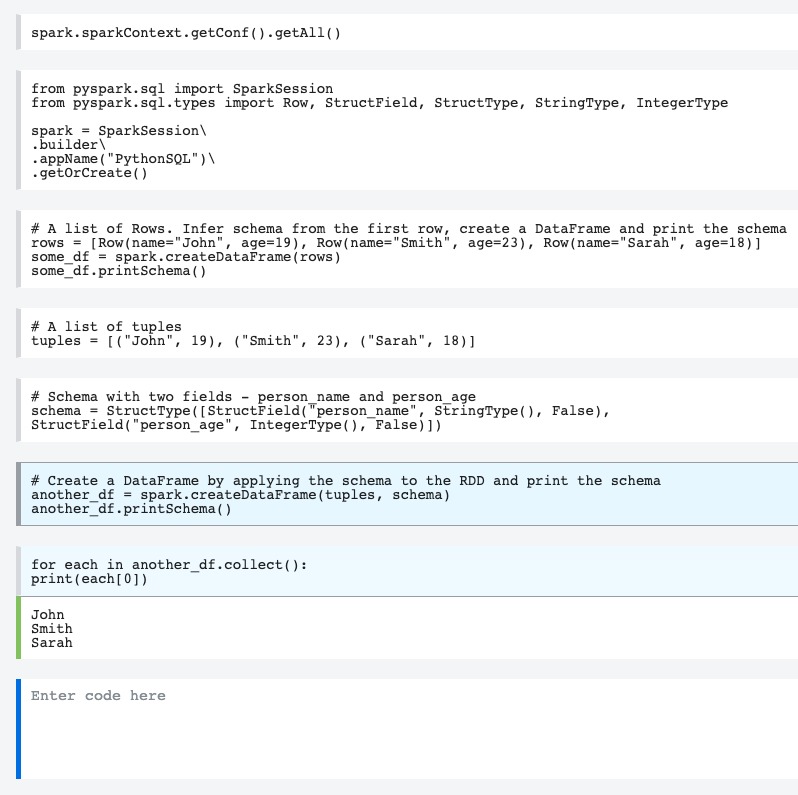 spark.sparkContext.getConf().getAll()
from pyspark.sql import SparkSession
from pyspark.sql.types import Row, StructField, StructType, StringType, IntegerType
spark = SparkSession\
.builder\
.appName("PythonSQL")\
.getOrCreate()
# A list of Rows. Infer schema from the first row, create a DataFrame and print the schema
rows = [Row(name="John", age=19), Row(name="Smith", age=23), Row(name="Sarah", age=18)]
some_df = spark.createDataFrame(rows)
some_df.printSchema()
# A list of tuples
tuples = [("John", 19), ("Smith", 23), ("Sarah", 18)]
# Schema with two fields - person_name and person_age
schema = StructType([StructField("person_name", StringType(), False),
StructField("person_age", IntegerType(), False)])
# Create a DataFrame by applying the schema to the RDD and print the schema
another_df = spark.createDataFrame(tuples, schema)
another_df.printSchema()
for each in another_df.collect():
print(each[0])
John
Smith
Sarah
Enter code here